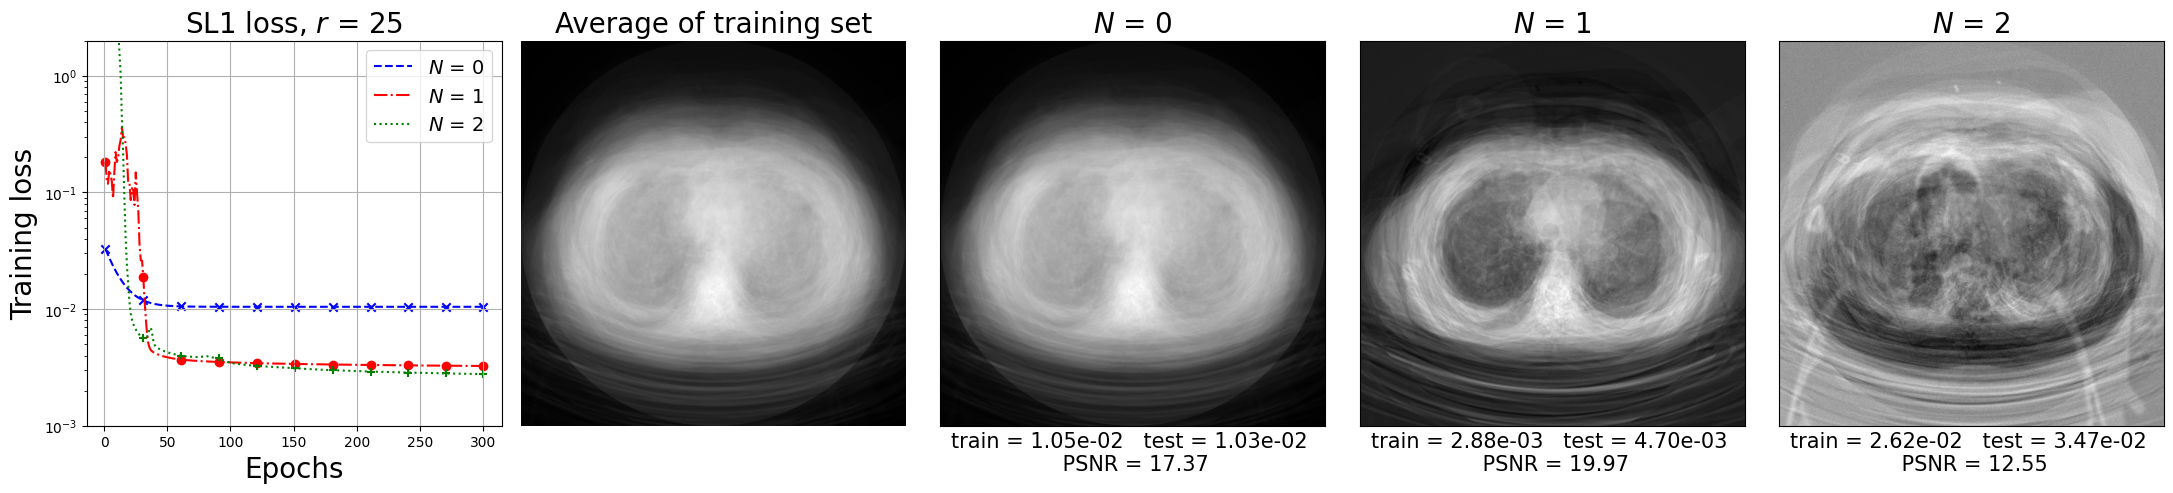 SL1 loss, r = 25
Training loss
10⁰
10⁻¹
10⁻²
10⁻³
N = 0
N = 1
N = 2
0 50 100 150 200 250 300
Epochs
Average of training set
N = 0
train = 1.05e-02 test = 1.03e-02
PSNR = 17.37
N = 1
train = 2.88e-03 test = 4.70e-03
PSNR = 19.97
N = 2
train = 2.62e-02 test = 3.47e-02
PSNR = 12.55